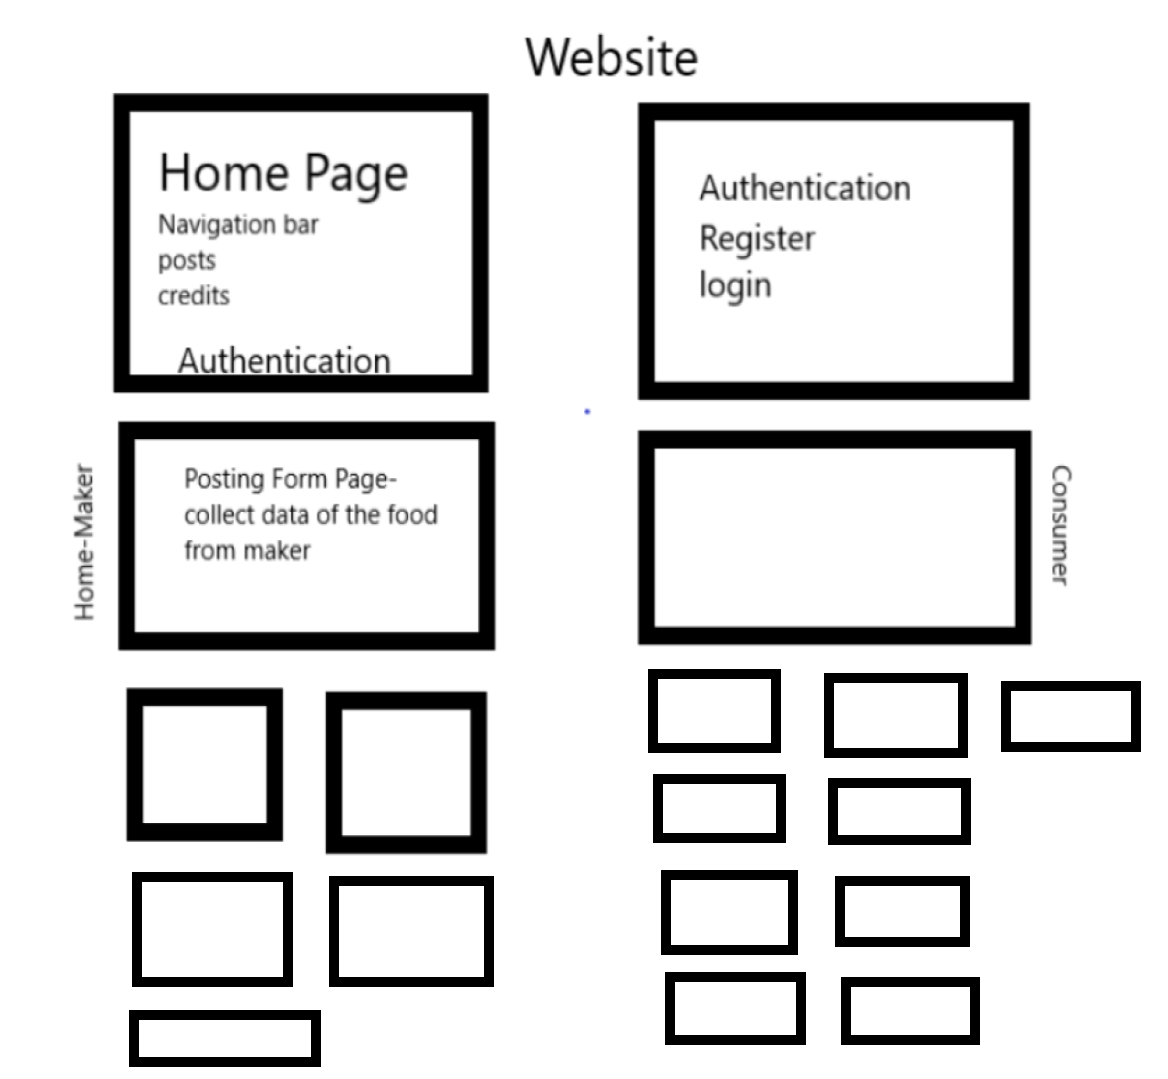 Website
Home Page
Navigation bar
posts
credits
Authentication
Authentication
Register
login
Home-Maker
Posting Form Page-
collect data of the food
from maker
Consumer